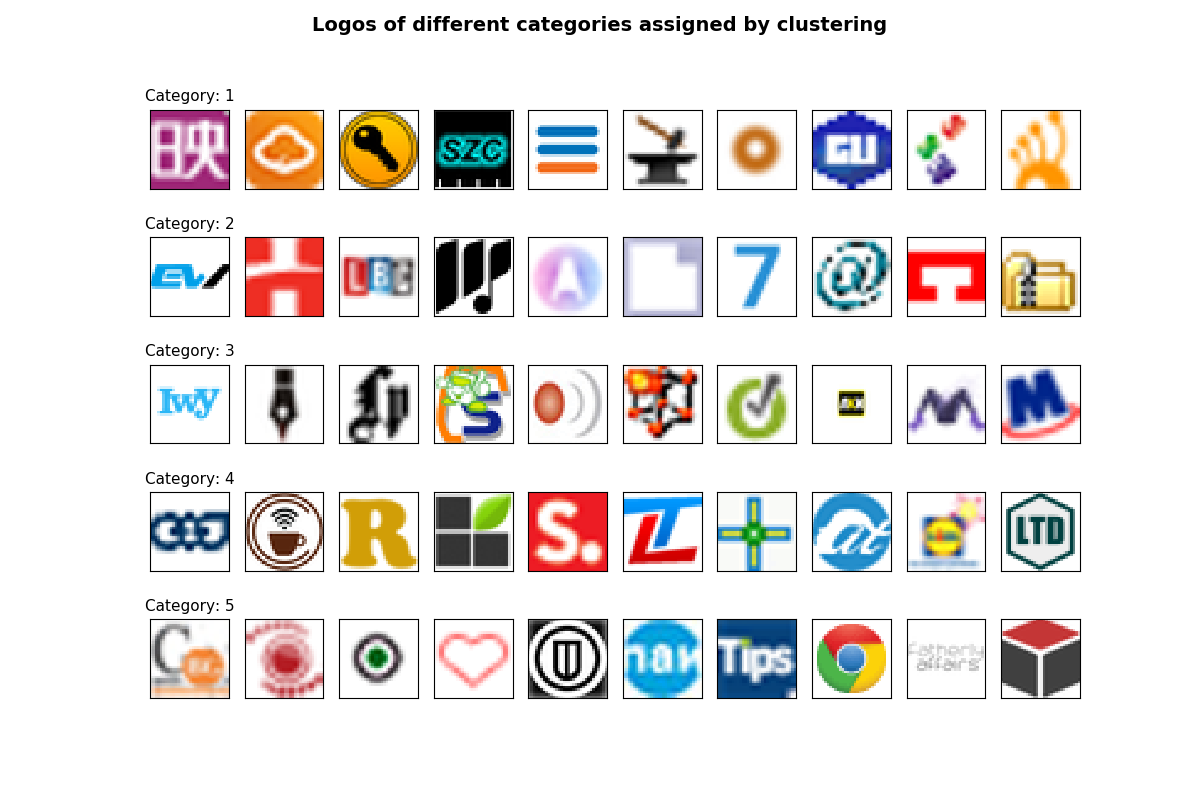 Logos of different categories assigned by clustering
Category: 1
映
SZC
GU
Category: 2
EV
LBC
7
@
Category: 3
Iwy
S
M
Category: 4
R
S.
LT
a
LTD
Category: 5
C
Tips
fatherly
affairs